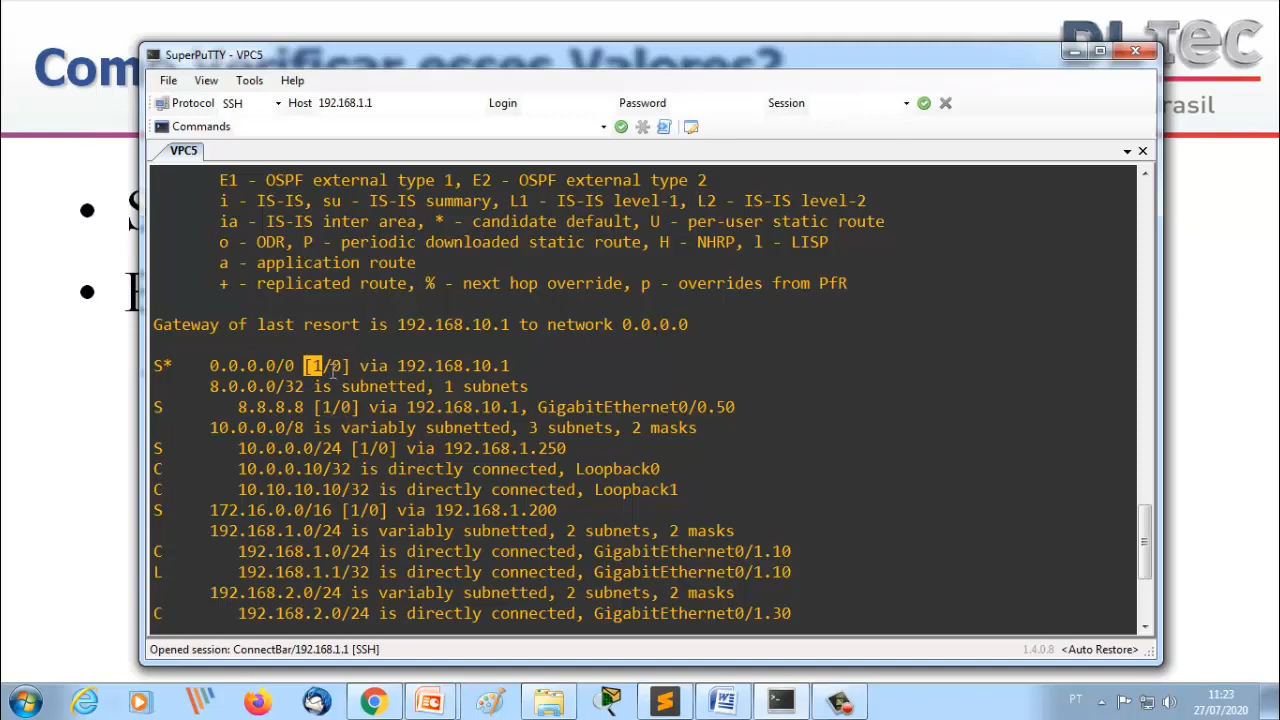 Como verificar esses Valores?
DLTEC
Brasil
SuperPuTTY - VPC5
File View Tools Help
Protocol SSH Host 192.168.1.1 Login Password Session
Commands
VPC5
E1 - OSPF external type 1, E2 - OSPF external type 2
i - IS-IS, su - IS-IS summary, L1 - IS-IS level-1, L2 - IS-IS level-2
ia - IS-IS inter area, * - candidate default, U - per-user static route
o - ODR, P - periodic downloaded static route, H - NHRP, l - LISP
a - application route
+ - replicated route, % - next hop override, p - overrides from PfR
Gateway of last resort is 192.168.10.1 to network 0.0.0.0
S* 0.0.0.0/0 [1/0] via 192.168.10.1
8.0.0.0/32 is subnetted, 1 subnets
S 8.8.8.8 [1/0] via 192.168.10.1, GigabitEthernet0/0.50
10.0.0.0/8 is variably subnetted, 3 subnets, 2 masks
S 10.0.0.0/24 [1/0] via 192.168.1.250
C 10.0.0.10/32 is directly connected, Loopback0
C 10.10.10.10/32 is directly connected, Loopback1
S 172.16.0.0/16 [1/0] via 192.168.1.200
192.168.1.0/24 is variably subnetted, 2 subnets, 2 masks
C 192.168.1.0/24 is directly connected, GigabitEthernet0/1.10
L 192.168.1.1/32 is directly connected, GigabitEthernet0/1.10
192.168.2.0/24 is variably subnetted, 2 subnets, 2 masks
C 192.168.2.0/24 is directly connected, GigabitEthernet0/1.30
Opened session: ConnectBar/192.168.1.1 [SSH] 1.4.0.8 <Auto Restore>
PT 11:23
27/07/2020